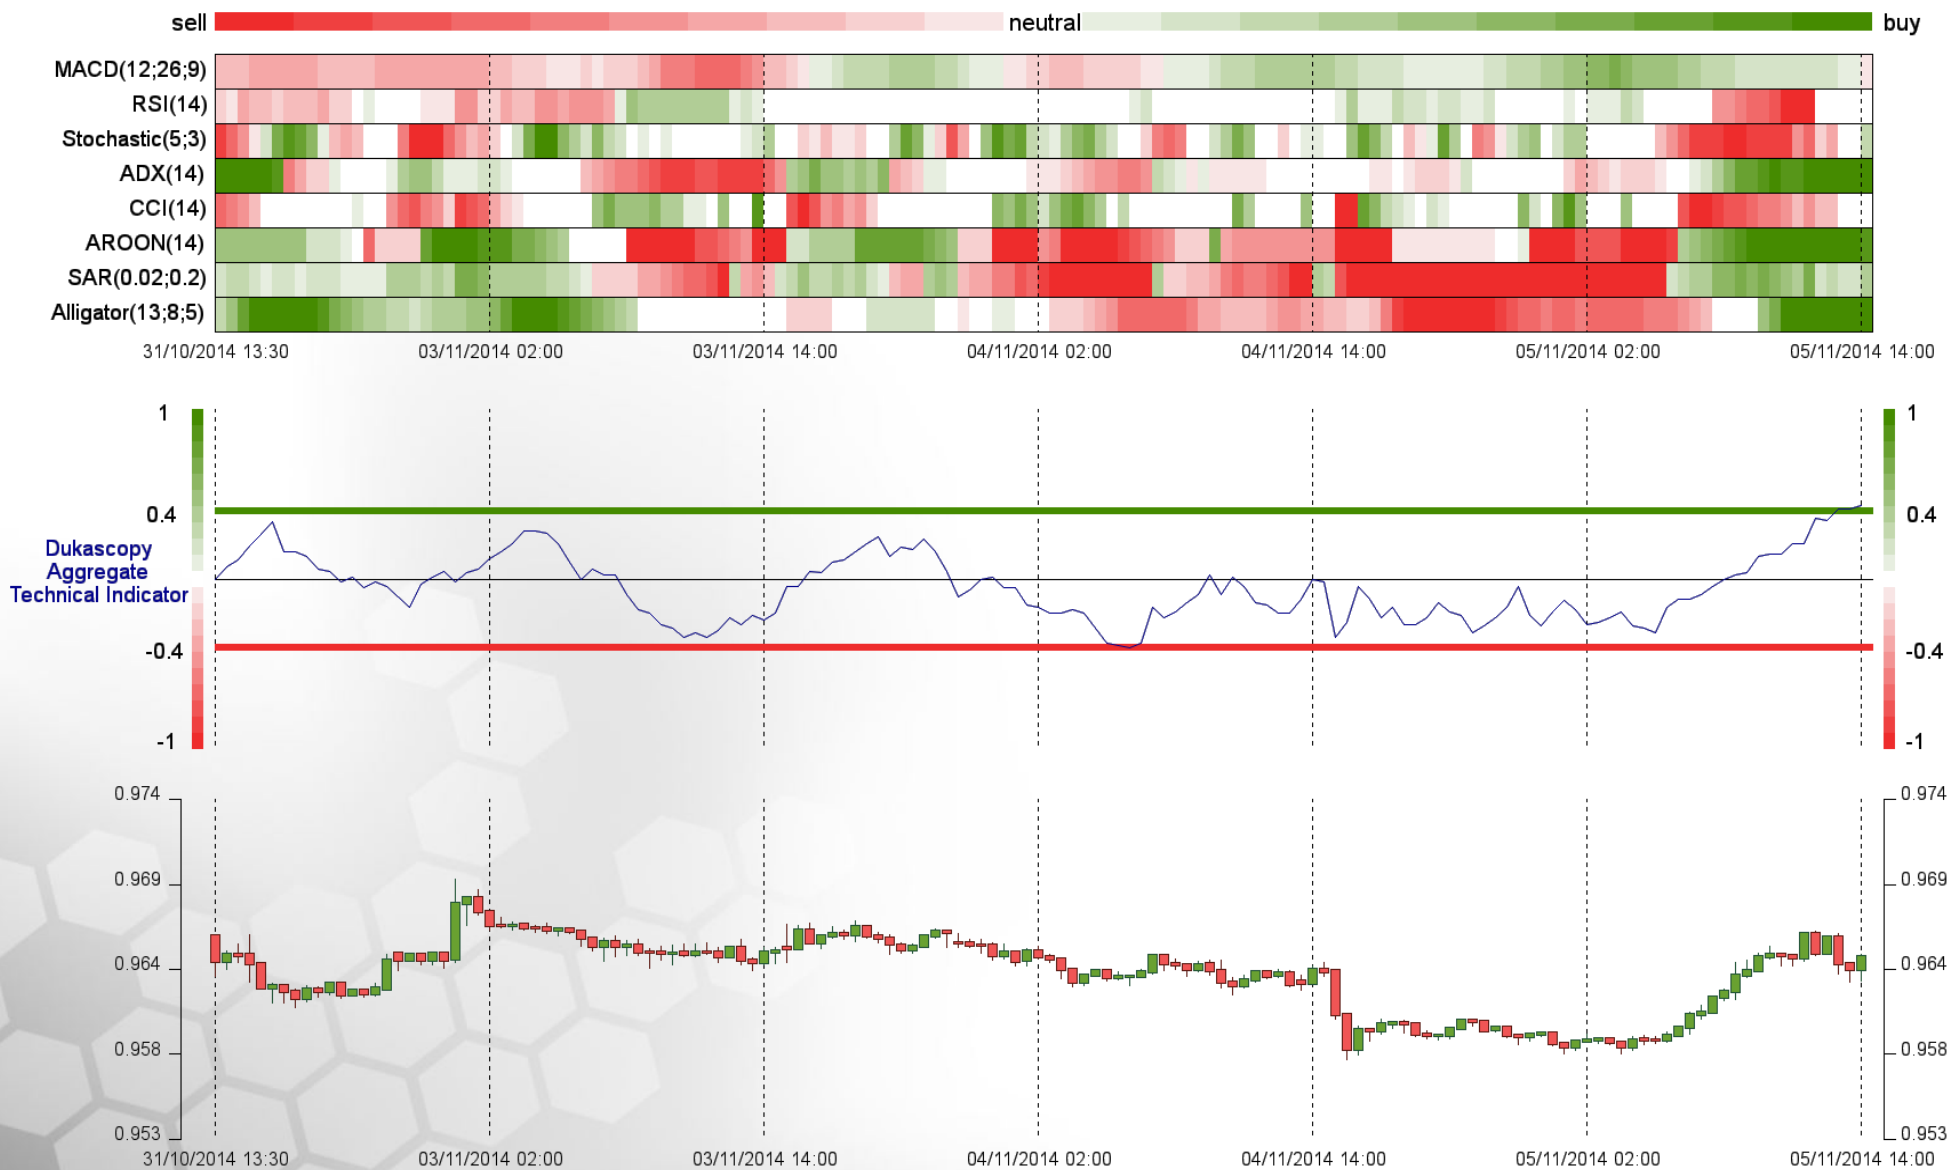 sell neutral buy
MACD(12;26;9)
RSI(14)
Stochastic(5;3)
ADX(14)
CCI(14)
AROON(14)
SAR(0.02;0.2)
Alligator(13;8;5)
31/10/2014 13:30 03/11/2014 02:00 03/11/2014 14:00 04/11/2014 02:00 04/11/2014 14:00 05/11/2014 02:00 05/11/2014 14:00
1 1
0.4 0.4
Dukascopy
Aggregate
Technical Indicator
-0.4 -0.4
-1 -1
0.974 0.974
0.969 0.969
0.964 0.964
0.958 0.958
0.953 0.953
31/10/2014 13:30 03/11/2014 02:00 03/11/2014 14:00 04/11/2014 02:00 04/11/2014 14:00 05/11/2014 02:00 05/11/2014 14:00